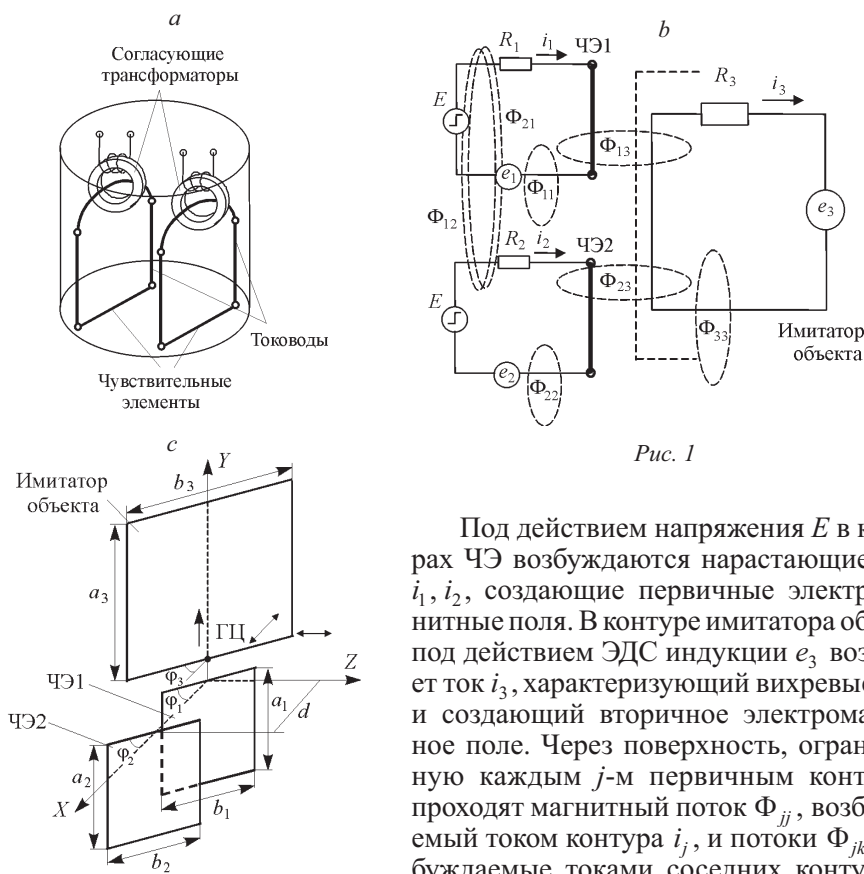 a
Согласующие
трансформаторы
Тоководы
Чувствительные
элементы
b
R₁ i₁ ЧЭ1
E
Φ₂₁
Φ₁₃
e₁
Φ₁₁
Φ₁₂
R₂ i₂ ЧЭ2
E
Φ₂₃
e₂
Φ₂₂
R₃ i₃
e₃
Φ₃₃
Имитатор
объекта
Рис. 1
c
Имитатор
объекта
Y
b₃
a₃
ГЦ
φ₃
Z
ЧЭ1
φ₁
a₁
d
ЧЭ2
φ₂
a₂
X
b₁
b₂
Под действием напряжения E в к
рах ЧЭ возбуждаются нарастающие
i₁, i₂, создающие первичные электр
нитные поля. В контуре имитатора об
под действием ЭДС индукции e₃ воз
ет ток i₃, характеризующий вихревые
и создающий вторичное электрома
ное поле. Через поверхность, огран
ную каждым j-м первичным конт
проходят магнитный поток Φⱼⱼ, возб
емый током контура iⱼ, и потоки Φⱼₖ
буждаемые токами соседних конту